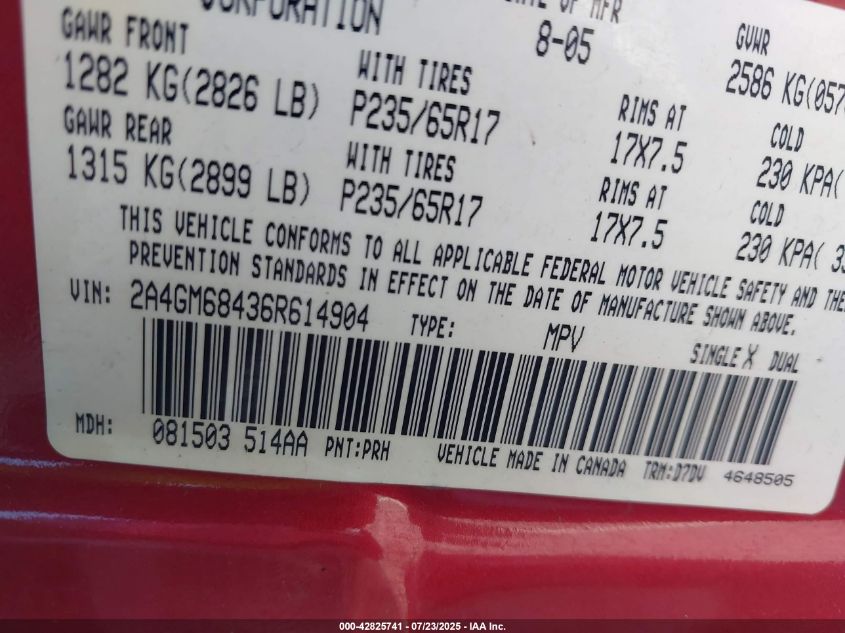 CORPORATION
OF MFR
GAWR FRONT
8-05
GVWR
1282 KG(2826 LB)
WITH TIRES
2586 KG(057
P235/65R17
RIMS AT
COLD
GAWR REAR
17X7.5
230 KPA(
1315 KG(2899 LB)
WITH TIRES
RIMS AT
COLD
P235/65R17
17X7.5
230 KPA( 33
THIS VEHICLE CONFORMS TO ALL APPLICABLE FEDERAL MOTOR VEHICLE SAFETY AND THE
PREVENTION STANDARDS IN EFFECT ON THE DATE OF MANUFACTURE SHOWN ABOVE.
VIN: 2A4GM68436R614904 TYPE: MPV SINGLE X DUAL
MDH: 081503 514AA PNT:PRH VEHICLE MADE IN CANADA TRM:D7DV 4648505
000-42825741 - 07/23/2025 - IAA Inc.